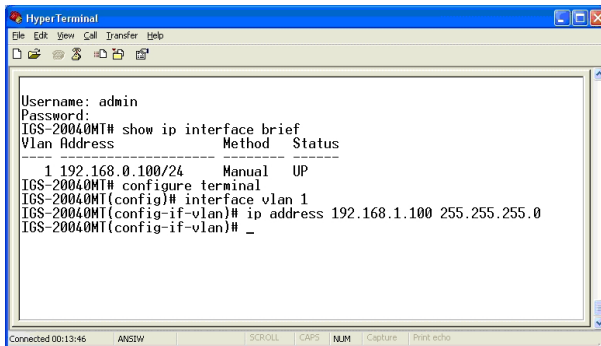 HyperTerminal
File Edit View Call Transfer Help
Username: admin
Password:
IGS-20040MT# show ip interface brief
Vlan Address Method Status
---- -------------------- -------- ------
1 192.168.0.100/24 Manual UP
IGS-20040MT# configure terminal
IGS-20040MT(config)# interface vlan 1
IGS-20040MT(config-if-vlan)# ip address 192.168.1.100 255.255.255.0
IGS-20040MT(config-if-vlan)# _
Connected 00:13:46 ANSIW SCROLL CAPS NUM Capture Print echo